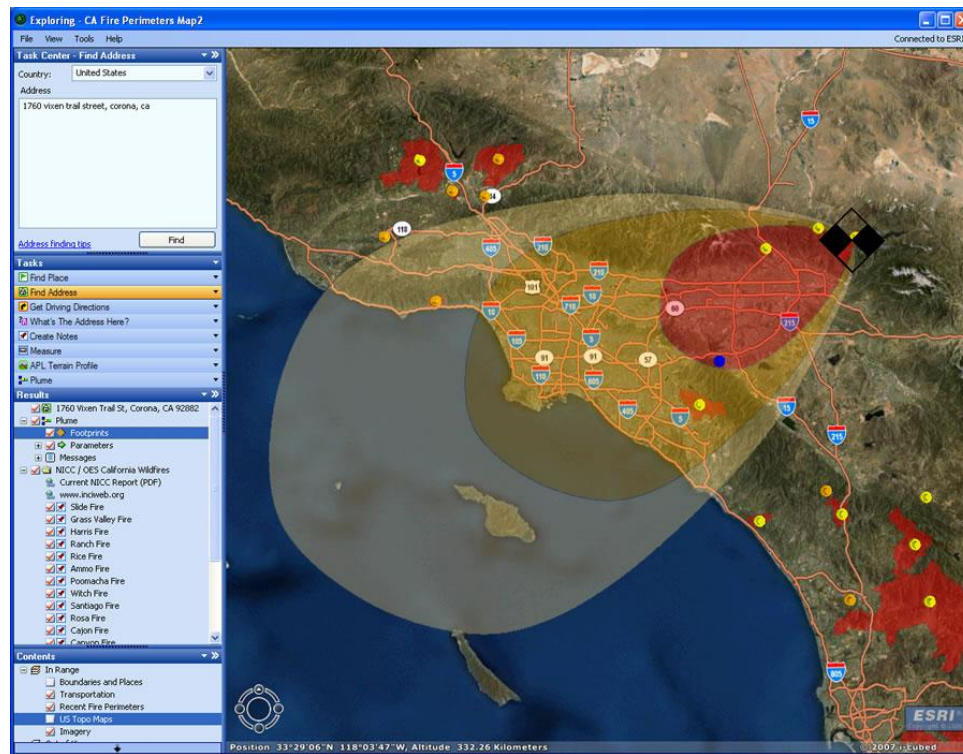 Exploring - CA Fire Perimeters Map2
File View Tools Help
Connected to ESRI
Task Center - Find Address
Country: United States
Address
1760 vixen trail street, corona, ca
Address finding tips
Find
Tasks
Find Place
Find Address
Get Driving Directions
What's The Address Here?
Create Notes
Measure
APL Terrain Profile
Plume
Results
1760 Vixen Trail St, Corona, CA 92882
Plume
Footprints
Parameters
Messages
NICC / OES California Wildfires
Current NICC Report (PDF)
www.inciweb.org
Slide Fire
Grass Valley Fire
Harris Fire
Ranch Fire
Rice Fire
Ammo Fire
Poomacha Fire
Witch Fire
Santiago Fire
Rosa Fire
Cajon Fire
Canyon Fire
Contents
In Range
Boundaries and Places
Transportation
Recent Fire Perimeters
US Topo Maps
Imagery
15
5
118
405
210
101
210
10
710
10
60
215
105
5
91
91
57
110
605
405
5
15
215
805
ESRI
Position 33°29'06"N 118°03'47"W, Altitude 332.26 Kilometers
© 2007 i-cubed